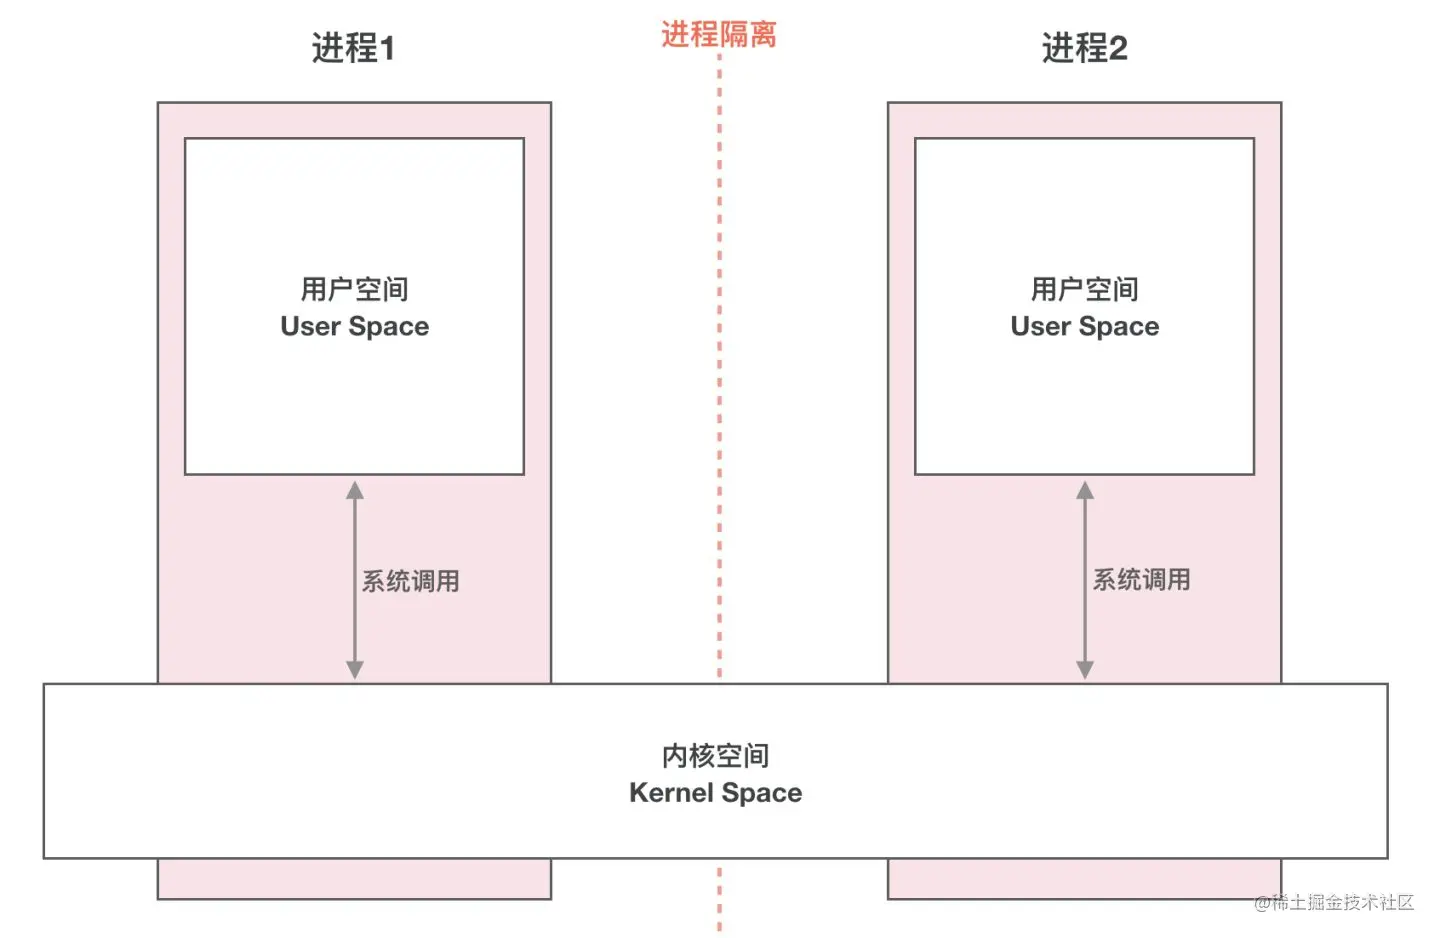 进程1
进程隔离
进程2
用户空间
User Space
用户空间
User Space
系统调用
系统调用
内核空间
Kernel Space
@稀土掘金技术社区